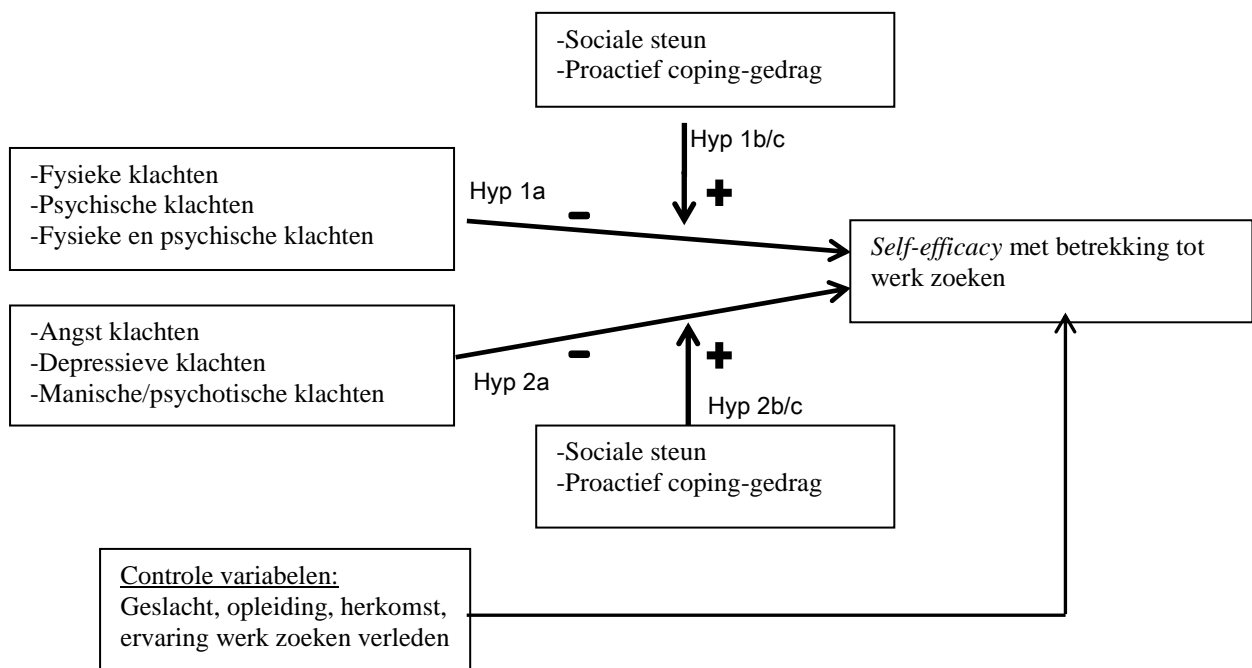 -Sociale steun
-Proactief coping-gedrag
Hyp 1b/c
+
-Fysieke klachten
-Psychische klachten
-Fysieke en psychische klachten
Hyp 1a
-
Self-efficacy met betrekking tot
werk zoeken
-Angst klachten
-Depressieve klachten
-Manische/psychotische klachten
-
+
Hyp 2a
Hyp 2b/c
-Sociale steun
-Proactief coping-gedrag
Controle variabelen:
Geslacht, opleiding, herkomst,
ervaring werk zoeken verleden